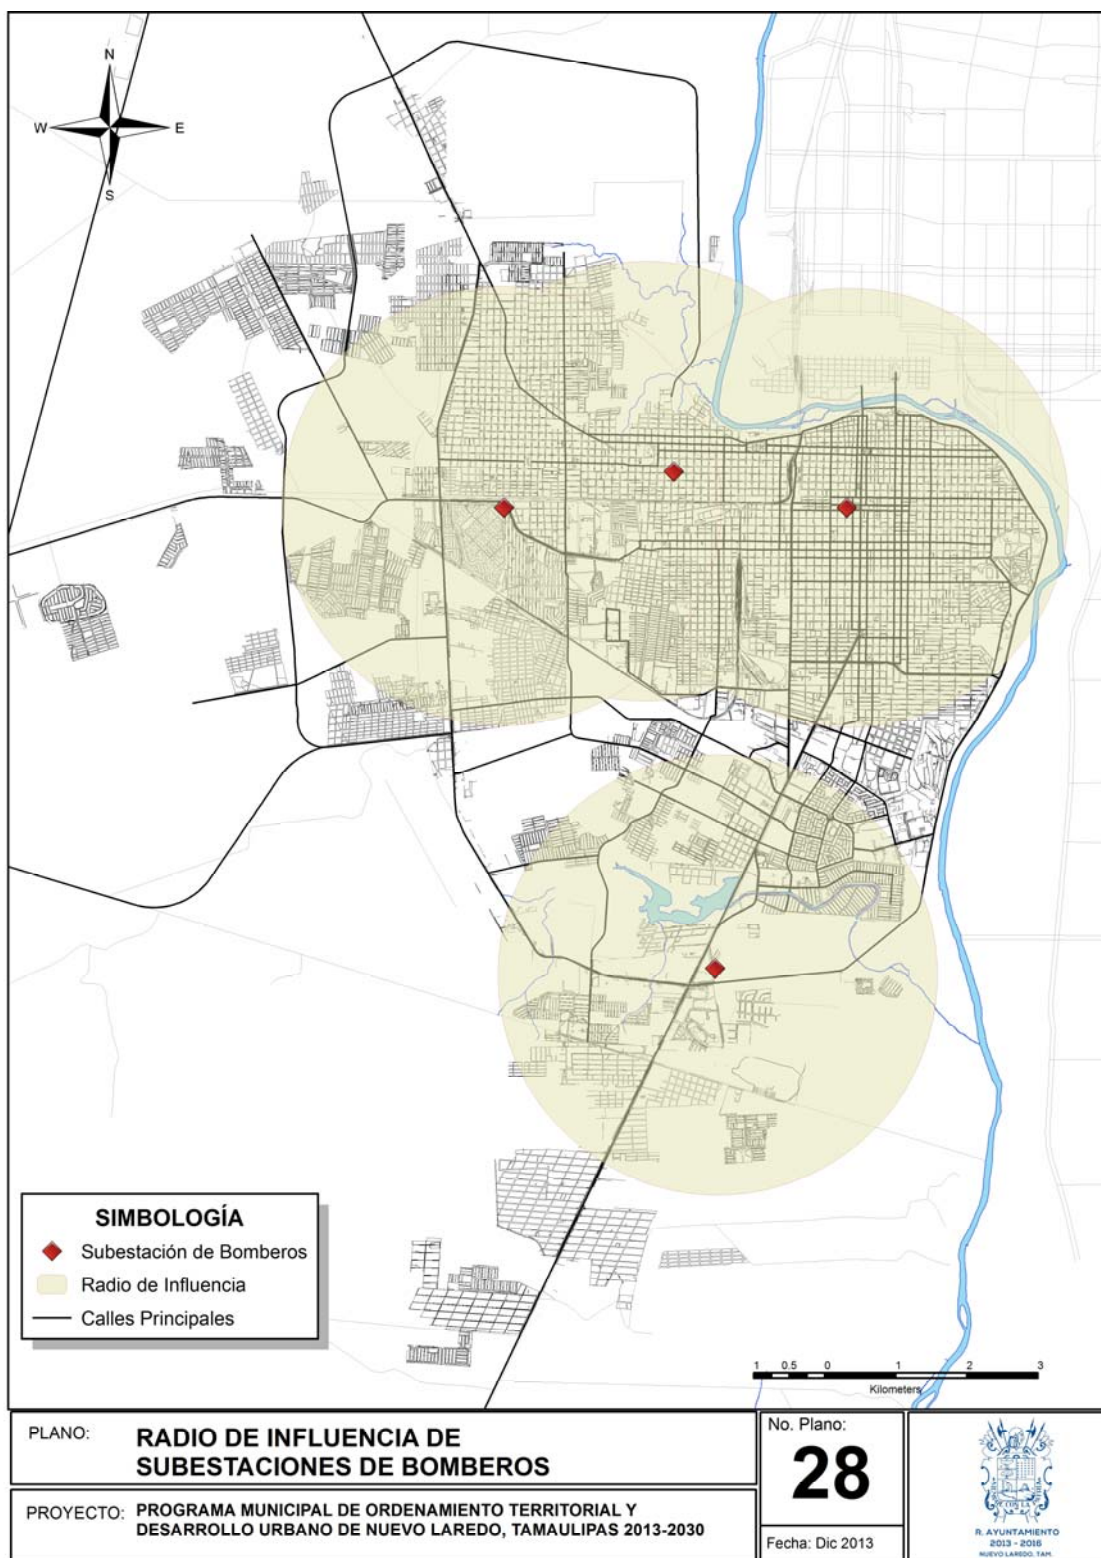 N
W
E
S
SIMBOLOGÍA
Subestación de Bomberos
Radio de Influencia
Calles Principales
1 0.5 0 1 2 3
Kilometers
PLANO: RADIO DE INFLUENCIA DE
SUBESTACIONES DE BOMBEROS
PROYECTO: PROGRAMA MUNICIPAL DE ORDENAMIENTO TERRITORIAL Y
DESARROLLO URBANO DE NUEVO LAREDO, TAMAULIPAS 2013-2030
No. Plano:
28
Fecha: Dic 2013
R. AYUNTAMIENTO
2013 - 2016
NUEVO LAREDO, TAM.